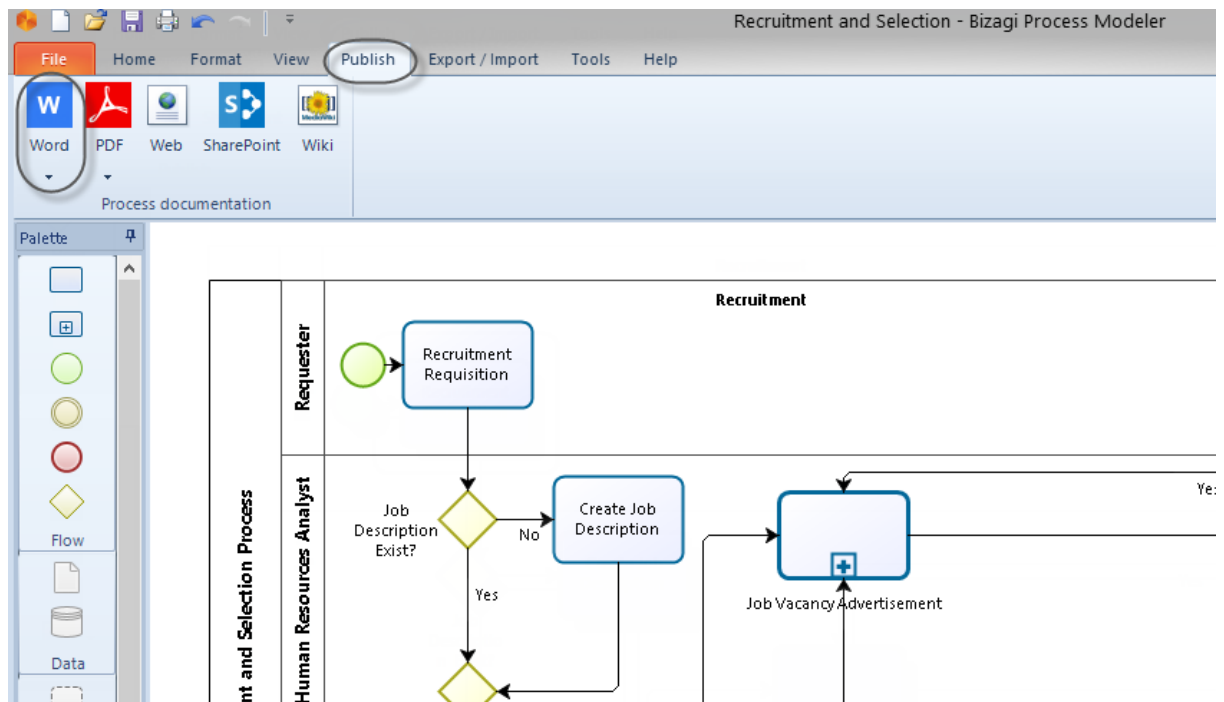 Recruitment and Selection - Bizagi Process Modeler
File Home Format View Publish Export / Import Tools Help
W S
Word PDF Web SharePoint Wiki
Process documentation
Palette
Recruitment
Requester
Recruitment
Requisition
nt and Selection Process
Human Resources Analyst
Job
Description
Exist?
No
Create Job
Description
Yes
Job Vacancy Advertisement
Yes
Flow
Data